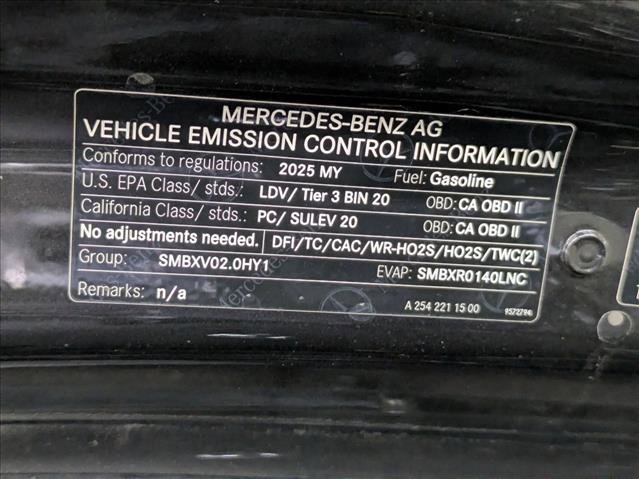 MERCEDES-BENZ AG
VEHICLE EMISSION CONTROL INFORMATION
Conforms to regulations: 2025 MY Fuel: Gasoline
U.S. EPA Class/ stds.: LDV/ Tier 3 BIN 20 OBD: CA OBD II
California Class/ stds.: PC/ SULEV 20 OBD: CA OBD II
No adjustments needed. DFI/TC/CAC/WR-HO2S/HO2S/TWC(2)
Group: SMBXV02.0HY1 EVAP: SMBXR0140LNC
Remarks: n/a A 254 221 15 00